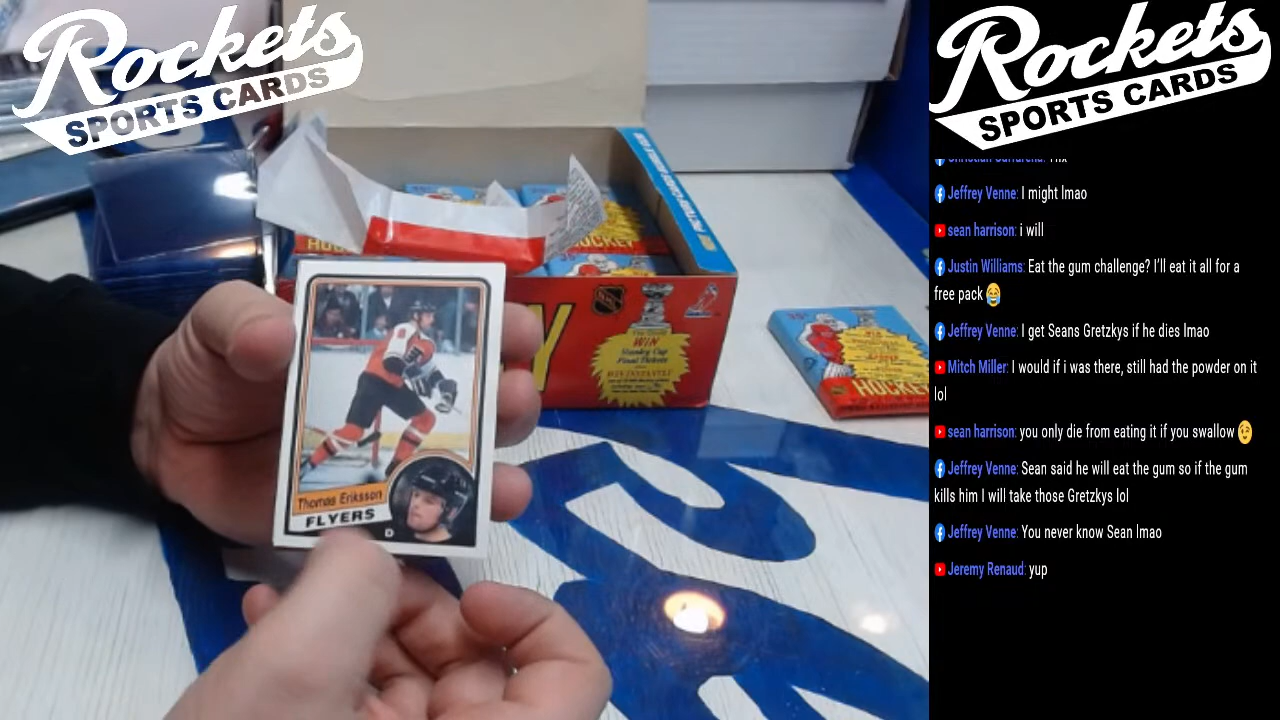 Rockets
SPORTS CARDS
Rockets
SPORTS CARDS
Jeffrey Venne: I might lmao
sean harrison: i will
Justin Williams: Eat the gum challenge? I'll eat it all for a
free pack 😂
Jeffrey Venne: I get Seans Gretzkys if he dies lmao
Mitch Miller: I would if i was there, still had the powder on it
lol
sean harrison: you only die from eating it if you swallow 😉
Jeffrey Venne: Sean said he will eat the gum so if the gum
kills him I will take those Gretzkys lol
Jeffrey Venne: You never know Sean lmao
Jeremy Renaud: yup
HOCKEY
NHL
WIN
Stanley Cup
Final Tickets
HOCKEY
Thomas Eriksson
FLYERS
D